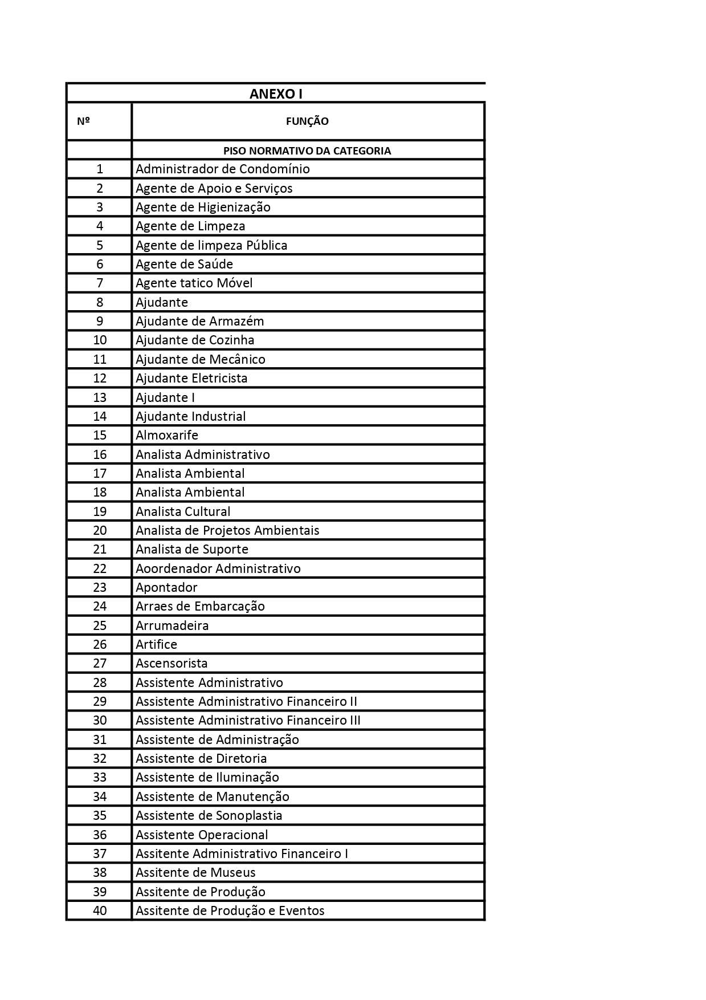 ANEXO I
Nº FUNÇÃO
PISO NORMATIVO DA CATEGORIA
1 Administrador de Condomínio
2 Agente de Apoio e Serviços
3 Agente de Higienização
4 Agente de Limpeza
5 Agente de limpeza Pública
6 Agente de Saúde
7 Agente tatico Móvel
8 Ajudante
9 Ajudante de Armazém
10 Ajudante de Cozinha
11 Ajudante de Mecânico
12 Ajudante Eletricista
13 Ajudante I
14 Ajudante Industrial
15 Almoxarife
16 Analista Administrativo
17 Analista Ambiental
18 Analista Ambiental
19 Analista Cultural
20 Analista de Projetos Ambientais
21 Analista de Suporte
22 Aoordenador Administrativo
23 Apontador
24 Arraes de Embarcação
25 Arrumadeira
26 Artifice
27 Ascensorista
28 Assistente Administrativo
29 Assistente Administrativo Financeiro II
30 Assistente Administrativo Financeiro III
31 Assistente de Administração
32 Assistente de Diretoria
33 Assistente de Iluminação
34 Assistente de Manutenção
35 Assistente de Sonoplastia
36 Assistente Operacional
37 Assitente Administrativo Financeiro I
38 Assitente de Museus
39 Assitente de Produção
40 Assitente de Produção e Eventos